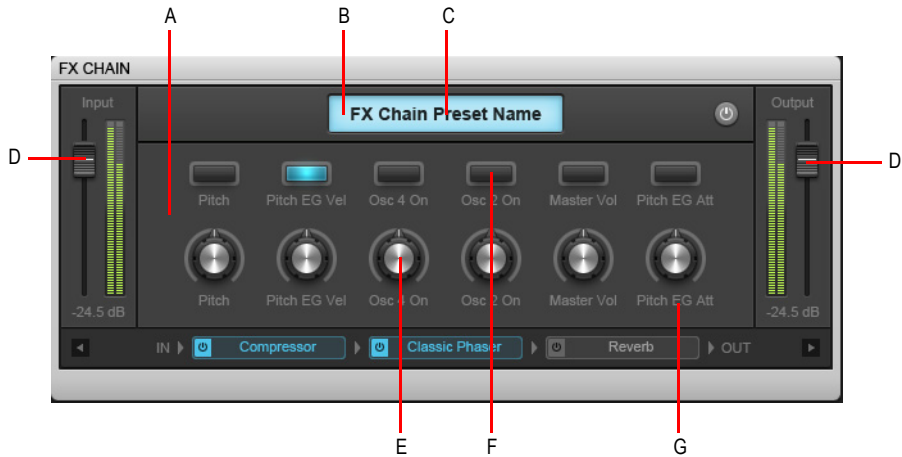 A B C
FX CHAIN
Input
FX Chain Preset Name
Output
D
D
Pitch Pitch EG Vel Osc 4 On Osc 2 On Master Vol Pitch EG Att
Pitch Pitch EG Vel Osc 4 On Osc 2 On Master Vol Pitch EG Att
-24.5 dB
-24.5 dB
IN Compressor Classic Phaser Reverb OUT
E F G